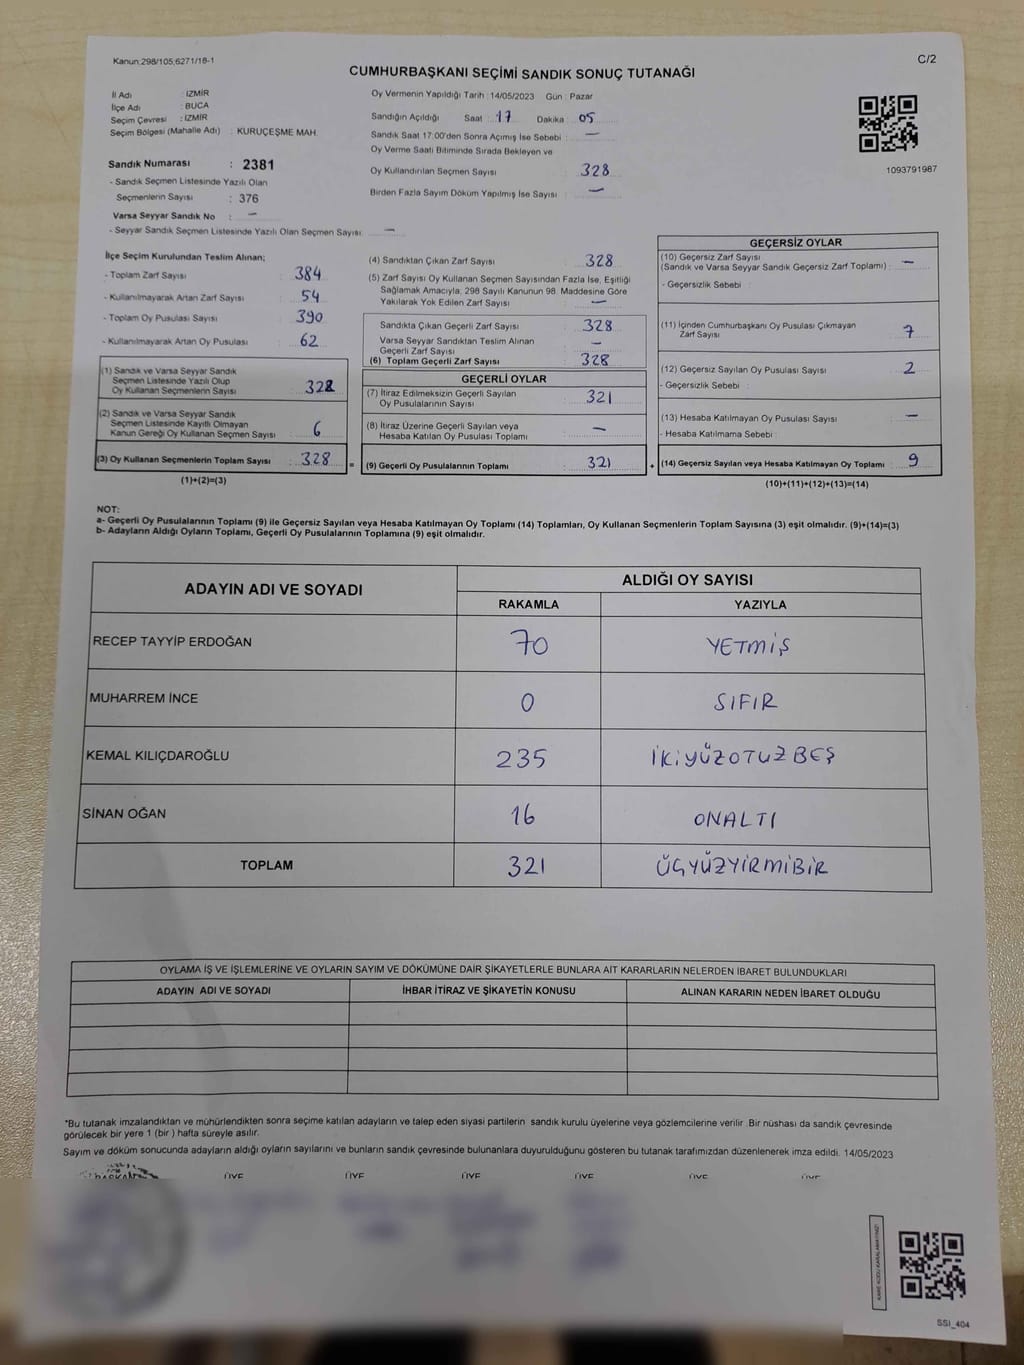 Kanun:298/105,6271/18-1
C/2
CUMHURBAŞKANI SEÇİMİ SANDIK SONUÇ TUTANAĞI
İl Adı : İZMİR
İlçe Adı : BUCA
Seçim Çevresi : İZMİR
Seçim Bölgesi (Mahalle Adı) : KURUÇEŞME MAH.
Sandık Numarası : 2381
- Sandık Seçmen Listesinde Yazılı Olan
Seçmenlerin Sayısı : 376
Varsa Seyyar Sandık No : —
- Seyyar Sandık Seçmen Listesinde Yazılı Olan Seçmen Sayısı: —
Oy Vermenin Yapıldığı Tarih : 14/05/2023 Gün : Pazar
Sandığın Açıldığı Saat : 17 Dakika : 05
Sandık Saat 17:00'den Sonra Açımış İse Sebebi : —
Oy Verme Saati Bitiminde Sırada Bekleyen ve
Oy Kullandırılan Seçmen Sayısı : 328
Birden Fazla Sayım Döküm Yapılmış İse Sayısı : —
1093791987
İlçe Seçim Kurulundan Teslim Alınan;
- Toplam Zarf Sayısı : 384
- Kullanılmayarak Artan Zarf Sayısı : 54
- Toplam Oy Pusulası Sayısı : 390
- Kullanılmayarak Artan Oy Pusulası : 62
(1) Sandık ve Varsa Seyyar Sandık
Seçmen Listesinde Yazılı Olup
Oy Kullanan Seçmenlerin Sayısı : 322
(2) Sandık ve Varsa Seyyar Sandık
Seçmen Listesinde Kayıtlı Olmayan
Kanun Gereği Oy Kullanan Seçmen Sayısı : 6
(3) Oy Kullanan Seçmenlerin Toplam Sayısı : 328
(1)+(2)=(3)
(4) Sandıktan Çıkan Zarf Sayısı : 328
(5) Zarf Sayısı Oy Kullanan Seçmen Sayısından Fazla İse, Eşitliği
Sağlamak Amacıyla, 298 Sayılı Kanunun 98. Maddesine Göre
Yakılarak Yok Edilen Zarf Sayısı : —
Sandıkta Çıkan Geçerli Zarf Sayısı : 328
Varsa Seyyar Sandıktan Teslim Alınan
Geçerli Zarf Sayısı : —
(6) Toplam Geçerli Zarf Sayısı : 328
GEÇERLİ OYLAR
(7) İtiraz Edilmeksizin Geçerli Sayılan
Oy Pusulalarının Sayısı : 321
(8) İtiraz Üzerine Geçerli Sayılan veya
Hesaba Katılan Oy Pusulası Toplamı : —
= (9) Geçerli Oy Pusulalarının Toplamı : 321
GEÇERSİZ OYLAR
(10) Geçersiz Zarf Sayısı
(Sandık ve Varsa Seyyar Sandık Geçersiz Zarf Toplamı) : —
- Geçersizlik Sebebi :
(11) İçinden Cumhurbaşkanı Oy Pusulası Çıkmayan
Zarf Sayısı : 7
(12) Geçersiz Sayılan Oy Pusulası Sayısı : 2
- Geçersizlik Sebebi :
(13) Hesaba Katılmayan Oy Pusulası Sayısı : —
- Hesaba Katılmama Sebebi :
+ (14) Geçersiz Sayılan veya Hesaba Katılmayan Oy Toplamı : 9
(10)+(11)+(12)+(13)=(14)
NOT:
a- Geçerli Oy Pusulalarının Toplamı (9) ile Geçersiz Sayılan veya Hesaba Katılmayan Oy Toplamı (14) Toplamları, Oy Kullanan Seçmenlerin Toplam Sayısına (3) eşit olmalıdır. (9)+(14)=(3)
b- Adayların Aldığı Oyların Toplamı, Geçerli Oy Pusulalarının Toplamına (9) eşit olmalıdır.
ADAYIN ADI VE SOYADI
ALDIĞI OY SAYISI
RAKAMLA YAZIYLA
RECEP TAYYİP ERDOĞAN 70 YETMİŞ
MUHARREM İNCE 0 SIFIR
KEMAL KILIÇDAROĞLU 235 İKİYÜZOTUZBEŞ
SİNAN OĞAN 16 ONALTI
TOPLAM 321 ÜÇYÜZYİRMİBİR
OYLAMA İŞ VE İŞLEMLERİNE VE OYLARIN SAYIM VE DÖKÜMÜNE DAİR ŞİKAYETLERLE BUNLARA AİT KARARLARIN NELERDEN İBARET BULUNDUKLARI
ADAYIN ADI VE SOYADI İHBAR İTİRAZ VE ŞİKAYETİN KONUSU ALINAN KARARIN NEDEN İBARET OLDUĞU
*Bu tutanak imzalandıktan ve mühürlendikten sonra seçime katılan adayların ve talep eden siyasi partilerin sandık kurulu üyelerine veya gözlemcilerine verilir .Bir nüshası da sandık çevresinde
görülecek bir yere 1 (bir ) hafta süreyle asılır.
Sayım ve döküm sonucunda adayların aldığı oyların sayılarını ve bunların sandık çevresinde bulunanlara duyurulduğunu gösteren bu tutanak tarafımızdan düzenlenerek imza edildi. 14/05/2023
BAŞKAN ÜYE ÜYE ÜYE ÜYE ÜYE ÜYE
KARE KODU KARALAMAYINIZ!
SSI_404